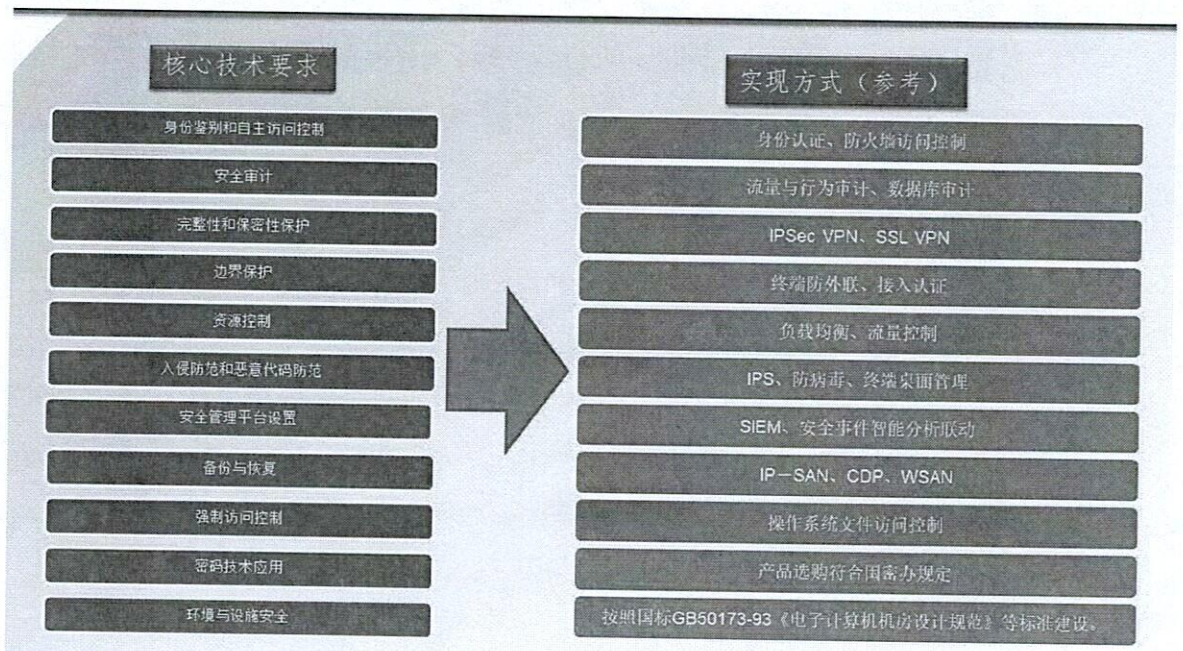 核心技术要求
身份鉴别和自主访问控制
安全审计
完整性和保密性保护
边界保护
资源控制
入侵防范和恶意代码防范
安全管理平台设置
备份与恢复
强制访问控制
密码技术应用
环境与设施安全
实现方式（参考）
身份认证、防火墙访问控制
流量与行为审计、数据库审计
IPSec VPN、SSL VPN
终端防外联、接入认证
负载均衡、流量控制
IPS、防病毒、终端桌面管理
SIEM、安全事件智能分析联动
IP－SAN、CDP、WSAN
操作系统文件访问控制
产品选购符合国密办规定
按照国标GB50173-93《电子计算机机房设计规范》等标准建设。